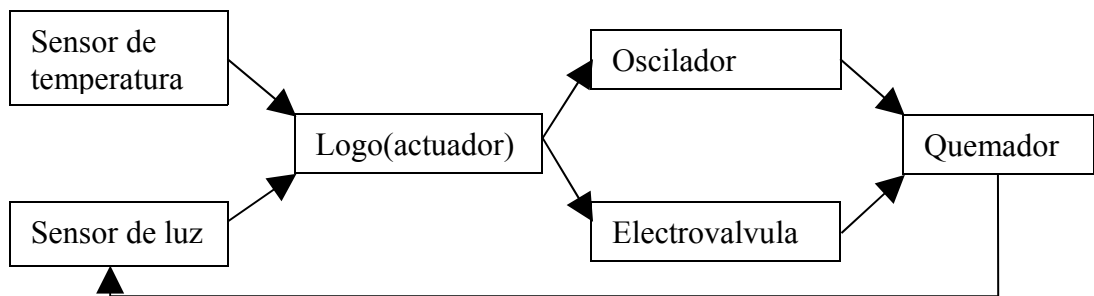 Sensor de
temperatura
Oscilador
Logo(actuador)
Quemador
Sensor de luz
Electrovalvula